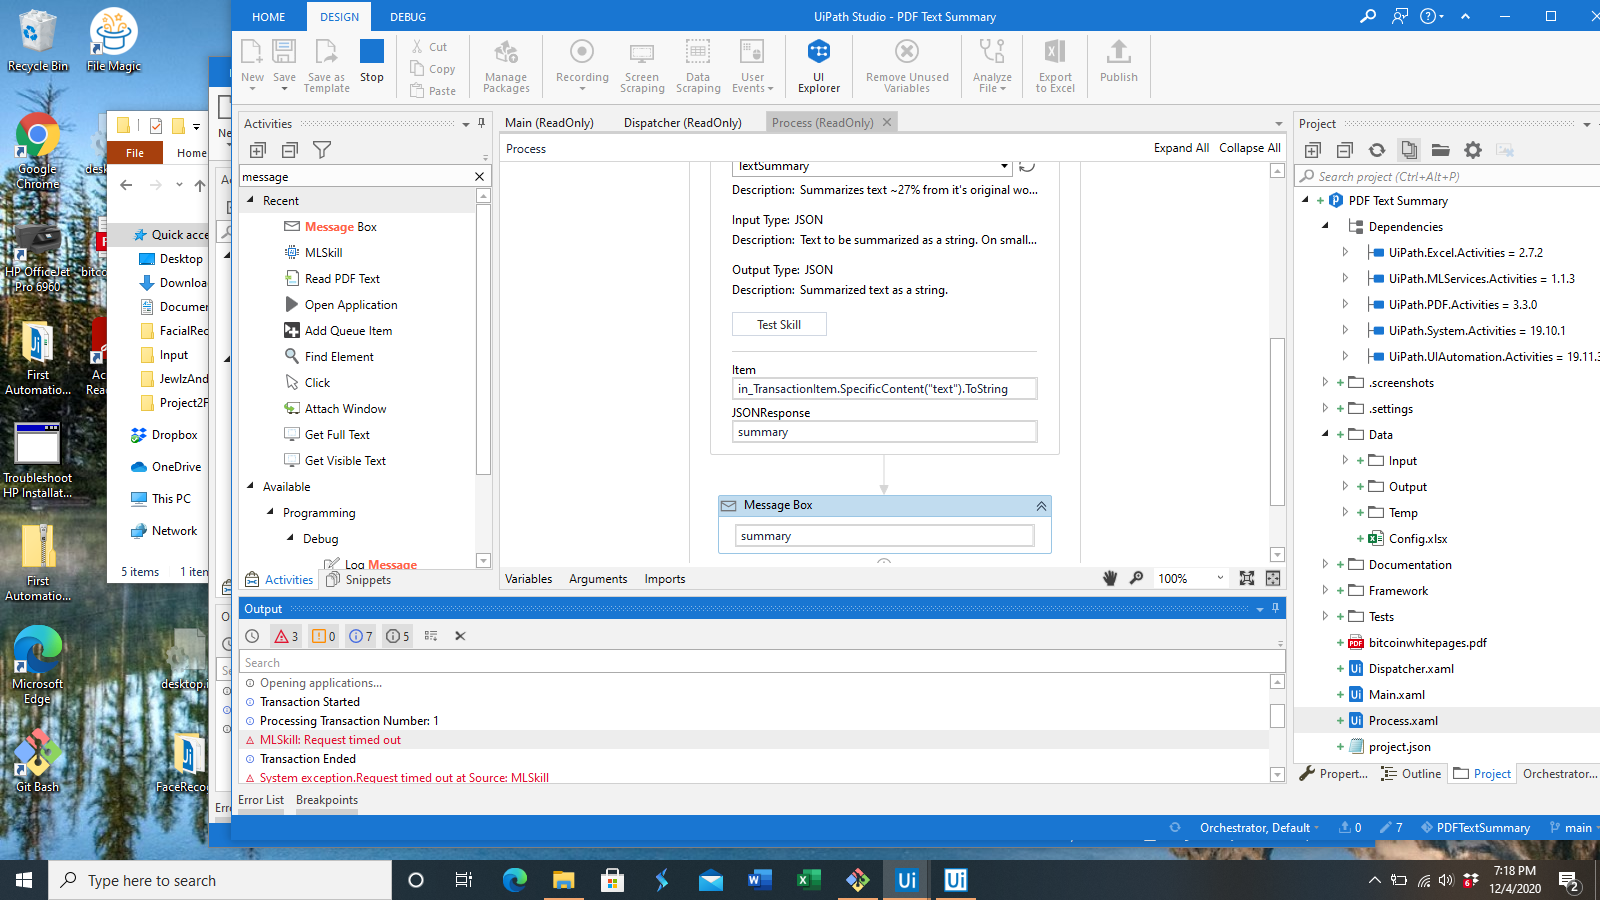 Recycle Bin
File Magic
Google Chrome
HP OfficeJet Pro 6960
First Automatio...
Troubleshoot HP Installat...
First Automatio...
Microsoft Edge
Git Bash
FaceReco
desktop.i
bitco
desk
File
Home
Quick acce
Desktop
Downloa
Documen
FacialRec
Input
JewlzAnd
Project2F
Dropbox
OneDrive
This PC
Network
5 items
1 iten
HOME
DESIGN
DEBUG
UiPath Studio - PDF Text Summary
New
Save
Save as Template
Stop
Cut
Copy
Paste
Manage Packages
Recording
Screen Scraping
Data Scraping
User Events
UI Explorer
Remove Unused Variables
Analyze File
Export to Excel
Publish
Activities
message
Recent
Message Box
MLSkill
Read PDF Text
Open Application
Add Queue Item
Find Element
Click
Attach Window
Get Full Text
Get Visible Text
Available
Programming
Debug
Log Message
Activities
Snippets
Main (ReadOnly)
Dispatcher (ReadOnly)
Process (ReadOnly)
Process
Expand All
Collapse All
TextSummary
Description: Summarizes text ~27% from it's original wo...
Input Type: JSON
Description: Text to be summarized as a string. On small...
Output Type: JSON
Description: Summarized text as a string.
Test Skill
Item
in_TransactionItem.SpecificContent("text").ToString
JSONResponse
summary
Message Box
summary
Variables
Arguments
Imports
100%
Output
3
0
7
5
Search
Opening applications...
Transaction Started
Processing Transaction Number: 1
MLSkill: Request timed out
Transaction Ended
System exception.Request timed out at Source: MLSkill
Error List
Breakpoints
Project
Search project (Ctrl+Alt+P)
PDF Text Summary
Dependencies
UiPath.Excel.Activities = 2.7.2
UiPath.MLServices.Activities = 1.1.3
UiPath.PDF.Activities = 3.3.0
UiPath.System.Activities = 19.10.1
UiPath.UIAutomation.Activities = 19.11.3
.screenshots
.settings
Data
Input
Output
Temp
Config.xlsx
Documentation
Framework
Tests
bitcoinwhitepages.pdf
Dispatcher.xaml
Main.xaml
Process.xaml
project.json
Propert...
Outline
Project
Orchestrator...
Orchestrator, Default
0
7
PDFTextSummary
main
Type here to search
7:18 PM
12/4/2020
2